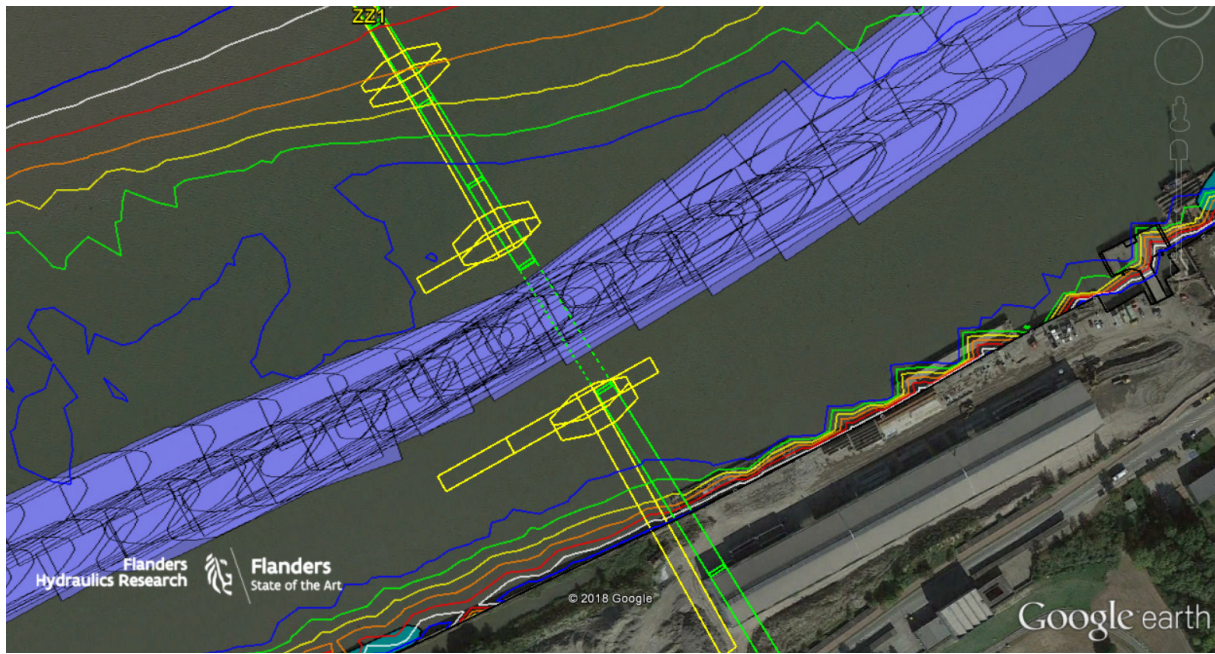 ZZ1
Flanders
Hydraulics Research
Flanders
State of the Art
© 2018 Google
Google earth